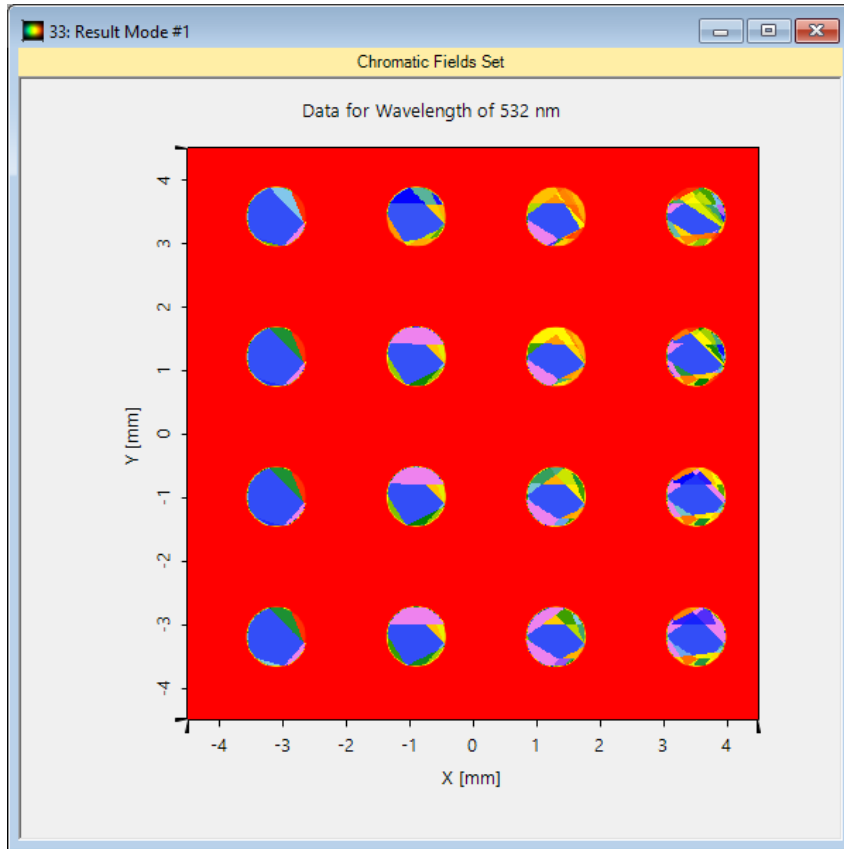 33: Result Mode #1
Chromatic Fields Set
Data for Wavelength of 532 nm
4
3
2
1
0
-1
-2
-3
-4
Y [mm]
-4 -3 -2 -1 0 1 2 3 4
X [mm]